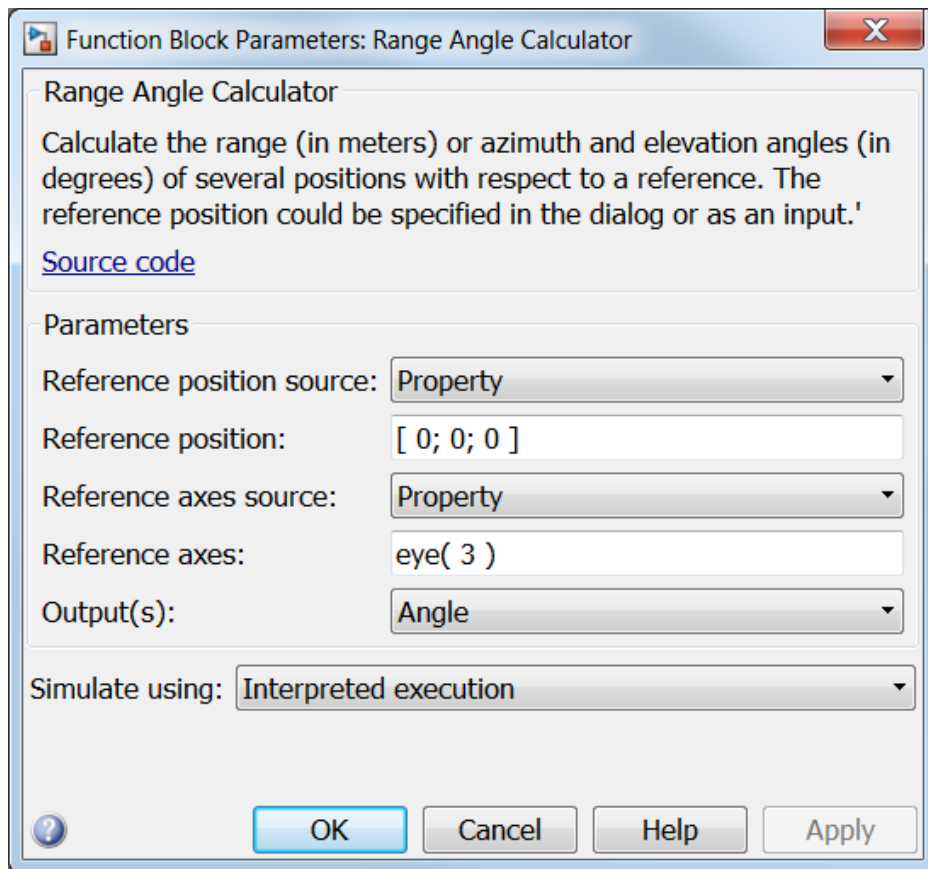 Function Block Parameters: Range Angle Calculator
X
Range Angle Calculator
Calculate the range (in meters) or azimuth and elevation angles (in
degrees) of several positions with respect to a reference. The
reference position could be specified in the dialog or as an input.'
Source code
Parameters
Reference position source: Property
Reference position: [ 0; 0; 0 ]
Reference axes source: Property
Reference axes: eye( 3 )
Output(s): Angle
Simulate using: Interpreted execution
? OK Cancel Help Apply